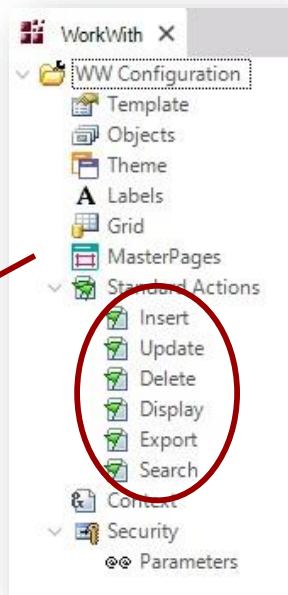 WorkWith
WW Configuration
Template
Objects
Theme
A Labels
Grid
MasterPages
Standard Actions
Insert
Update
Delete
Display
Export
Search
Context
Security
Parameters